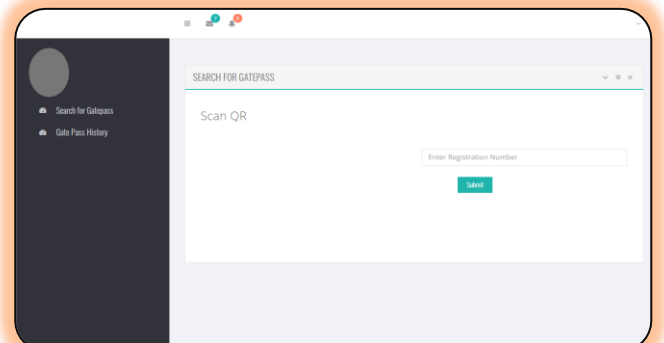 SEARCH FOR GATEPASS
Search for Gatepass
Gate Pass History
Scan QR
Enter Registration Number
Submit